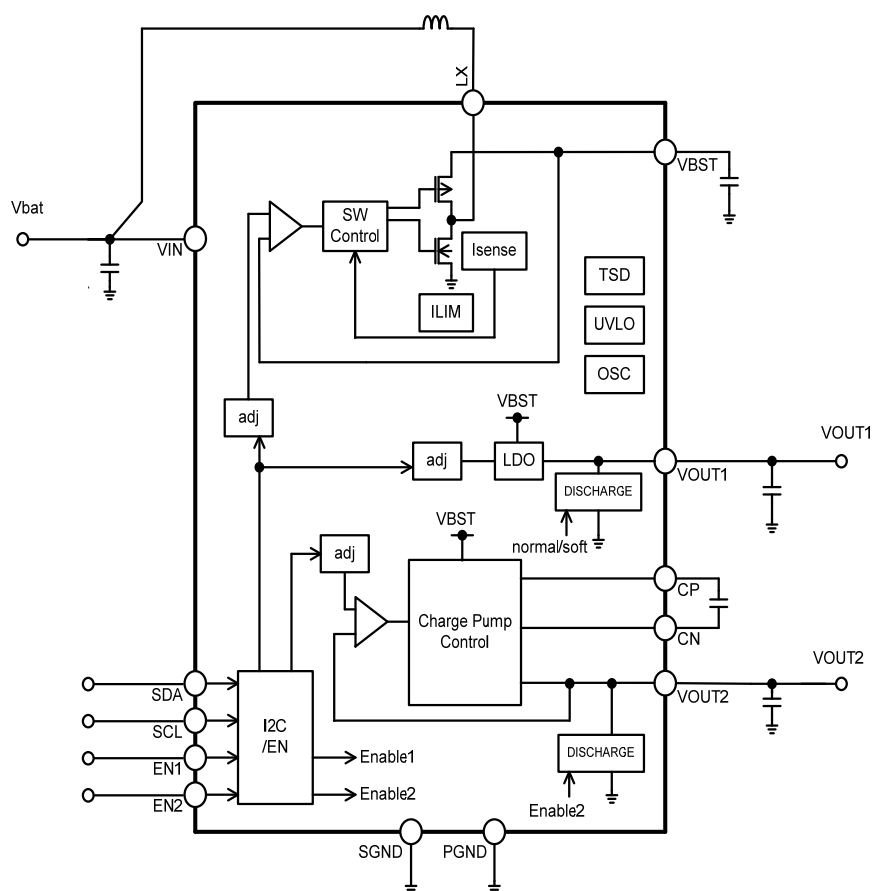 LX
VBST
Vbat
VIN
SW
Control
Isense
ILIM
TSD
UVLO
OSC
adj
VBST
adj
LDO
VOUT1
VOUT1
DISCHARGE
normal/soft
VBST
adj
Charge Pump
Control
CP
CN
VOUT2
VOUT2
SDA
SCL
EN1
EN2
I2C
/EN
Enable1
Enable2
DISCHARGE
Enable2
SGND
PGND